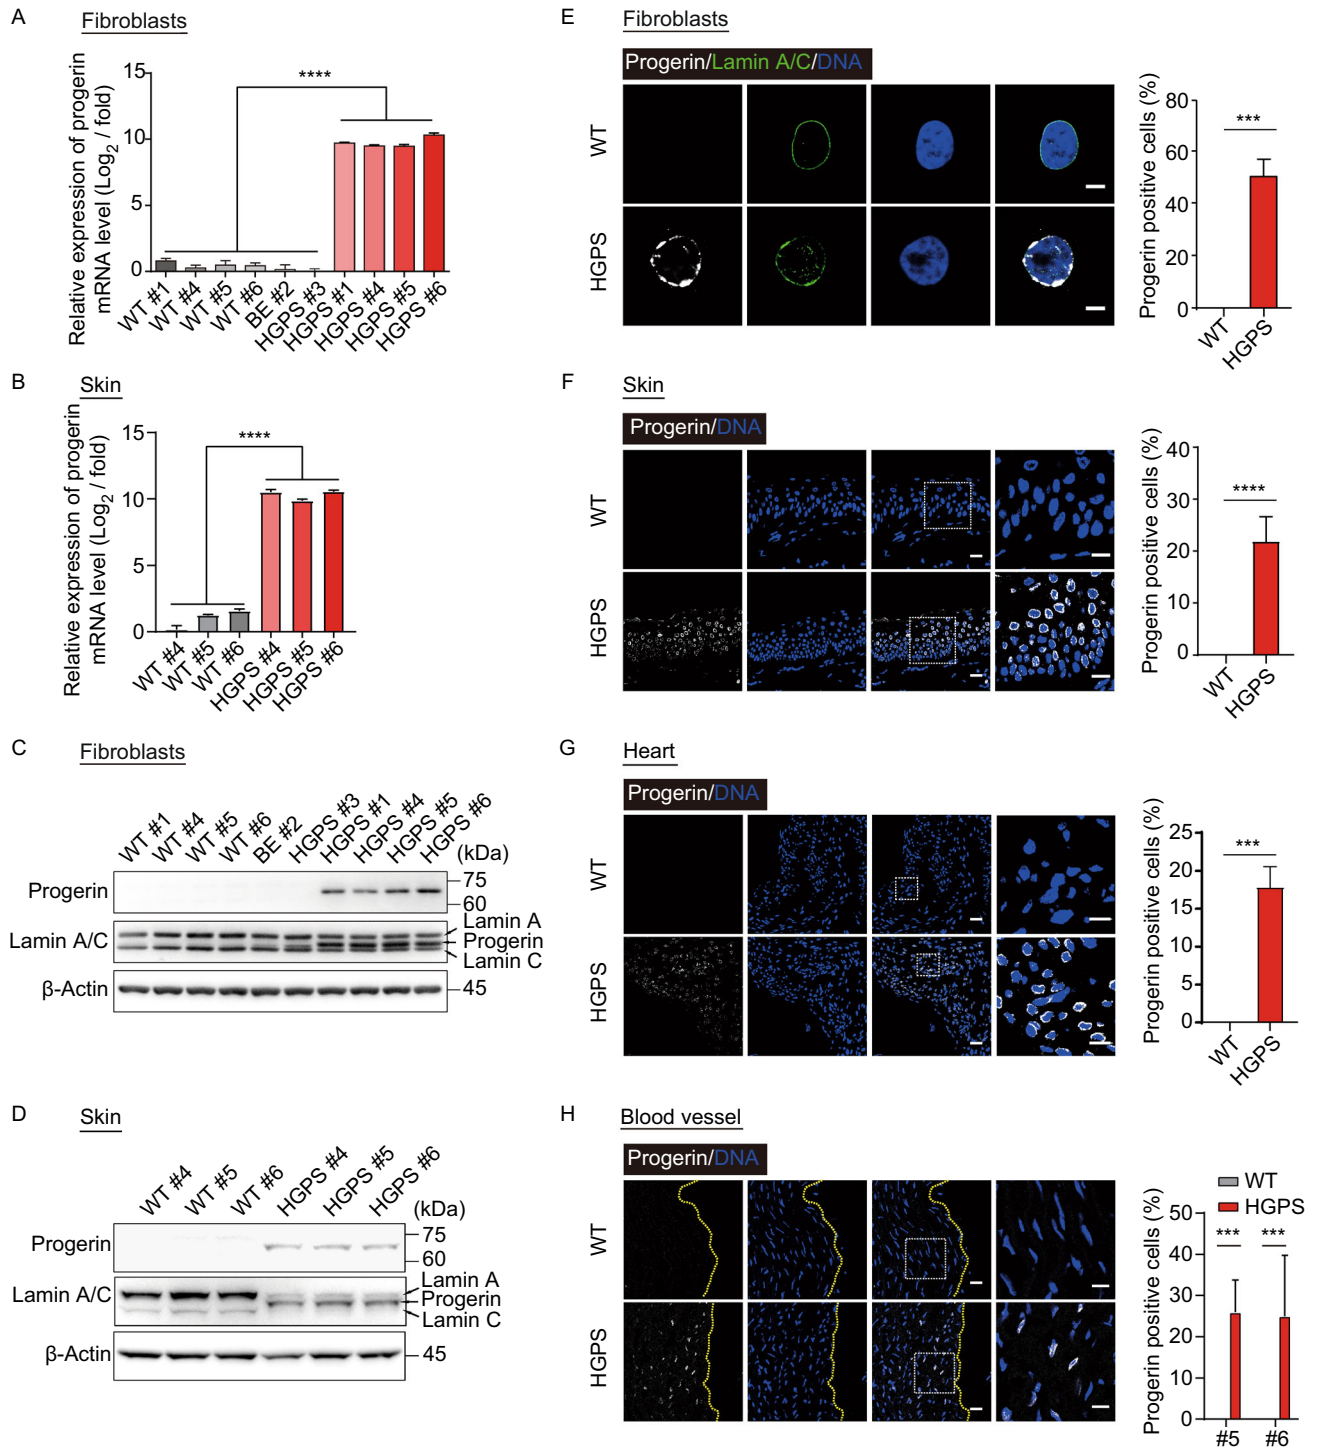 A
Fibroblasts
Relative expression of progerin
mRNA level (Log2 / fold)
15
10
5
0
****
WT #1
WT #4
WT #5
WT #6
BE #2
HGPS #3
HGPS #1
HGPS #4
HGPS #5
HGPS #6
B
Skin
Relative expression of progerin
mRNA level (Log2 / fold)
15
10
5
0
****
WT #4
WT #5
WT #6
HGPS #4
HGPS #5
HGPS #6
C
Fibroblasts
WT #1
WT #4
WT #5
WT #6
BE #2
HGPS #3
HGPS #1
HGPS #4
HGPS #5
HGPS #6
(kDa)
Progerin
75
60
Lamin A/C
Lamin A
Progerin
Lamin C
β-Actin
45
D
Skin
WT #4
WT #5
WT #6
HGPS #4
HGPS #5
HGPS #6
(kDa)
Progerin
75
60
Lamin A/C
Lamin A
Progerin
Lamin C
β-Actin
45
E
Fibroblasts
Progerin/Lamin A/C/DNA
WT
HGPS
Progerin positive cells (%)
80
60
40
20
0
***
WT
HGPS
F
Skin
Progerin/DNA
WT
HGPS
Progerin positive cells (%)
40
30
20
10
0
****
WT
HGPS
G
Heart
Progerin/DNA
WT
HGPS
Progerin positive cells (%)
25
20
15
10
5
0
***
WT
HGPS
H
Blood vessel
Progerin/DNA
WT
HGPS
Progerin positive cells (%)
WT
HGPS
50
40
30
20
10
0
***
***
#5
#6